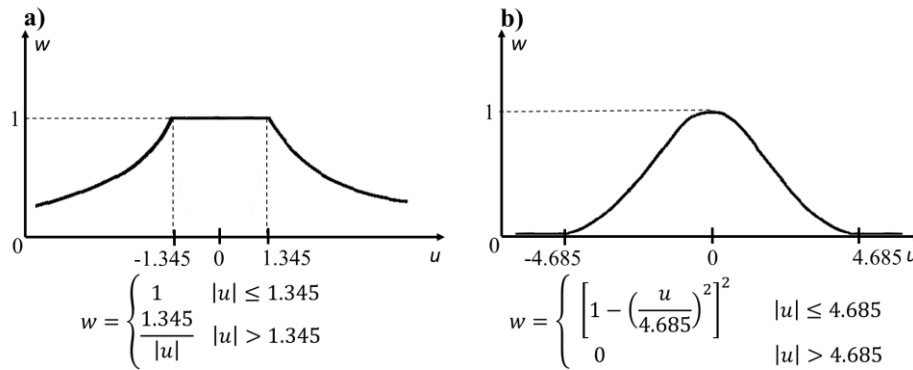 a)
w
1
0
-1.345 0 1.345 u
w = { 1 |u| ≤ 1.345
1.345/|u| |u| > 1.345
b)
w
1
0
-4.685 0 4.685 u
w = { [1 − (u/4.685)²]² |u| ≤ 4.685
0 |u| > 4.685